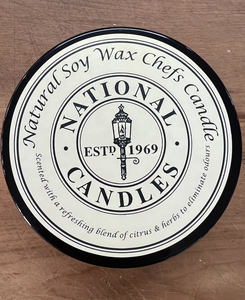 Natural Soy Wax Chefs Candle
· NATIONAL ·
ESTD 1969
CANDLES
Scented with a refreshing blend of citrus & herbs to eliminate odours